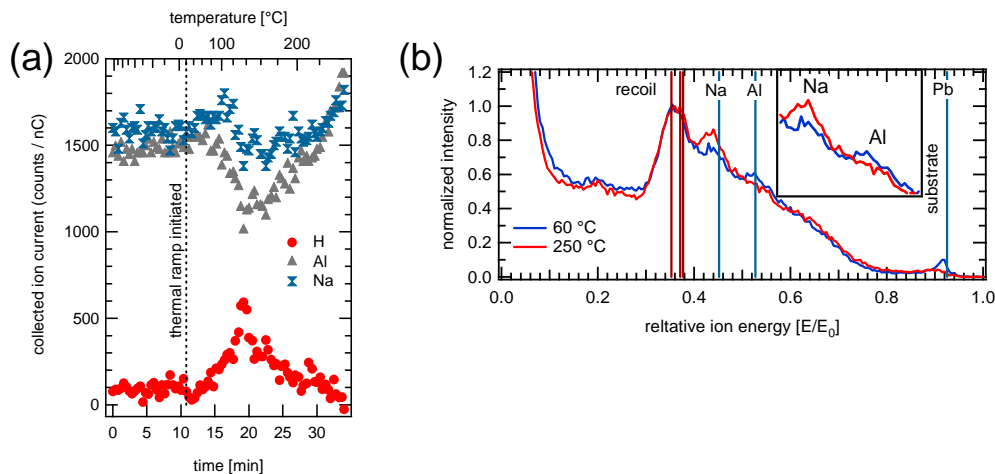 (a)
temperature [°C]
0 100 200
2000
1500
1000
500
0
collected ion current (counts / nC)
thermal ramp initiated
H
Al
Na
0 5 10 15 20 25 30
time [min]
(b)
1.2
1.0
0.8
0.6
0.4
0.2
0.0
normalized intensity
recoil
Na
Al
Na
Al
Pb
substrate
60 °C
250 °C
0.0 0.2 0.4 0.6 0.8 1.0
reltative ion energy [E/E0]